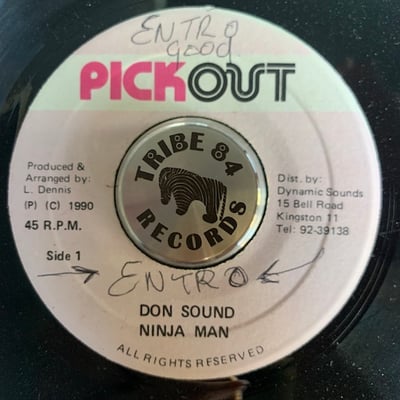 ENTRO
good
PICKOUT
TRIBE 84
RECORDS
Produced &
Arranged by:
L. Dennis
(P) (C) 1990
45 R.P.M.
Side 1
Dist. by:
Dynamic Sounds
15 Bell Road
Kingston 11
Tel: 92-39138
ENTRO
DON SOUND
NINJA MAN
ALL RIGHTS RESERVED